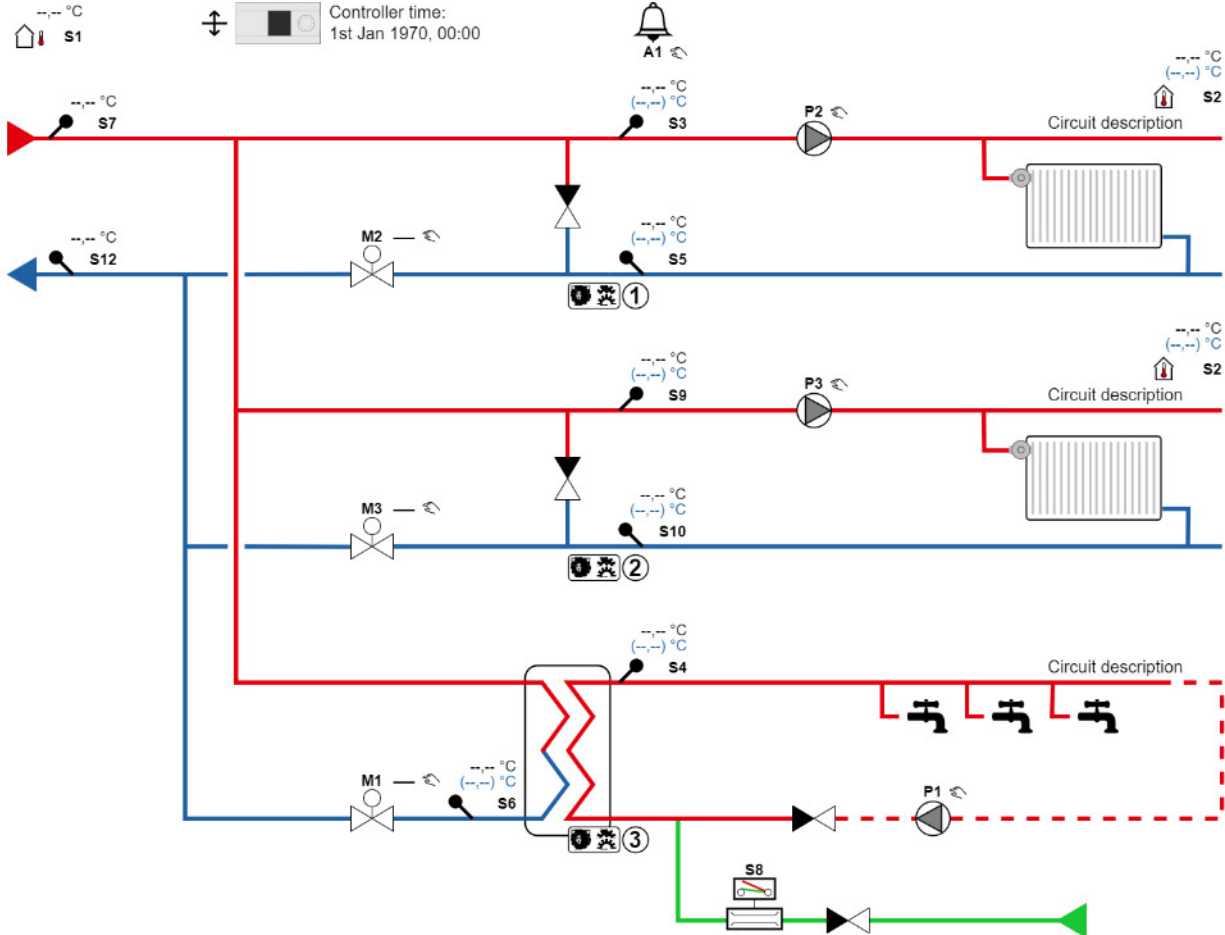 --,-- °C
S1
Controller time:
1st Jan 1970, 00:00
A1
--,-- °C
(--,--) °C
S2
--,-- °C
S7
--,-- °C
(--,--) °C
S3
P2
Circuit description
--,-- °C
S12
M2 —
--,-- °C
(--,--) °C
S5
1
--,-- °C
(--,--) °C
S2
--,-- °C
(--,--) °C
S9
P3
Circuit description
M3 —
--,-- °C
(--,--) °C
S10
2
--,-- °C
(--,--) °C
S4
Circuit description
M1 —
--,-- °C
(--,--) °C
S6
P1
3
S8